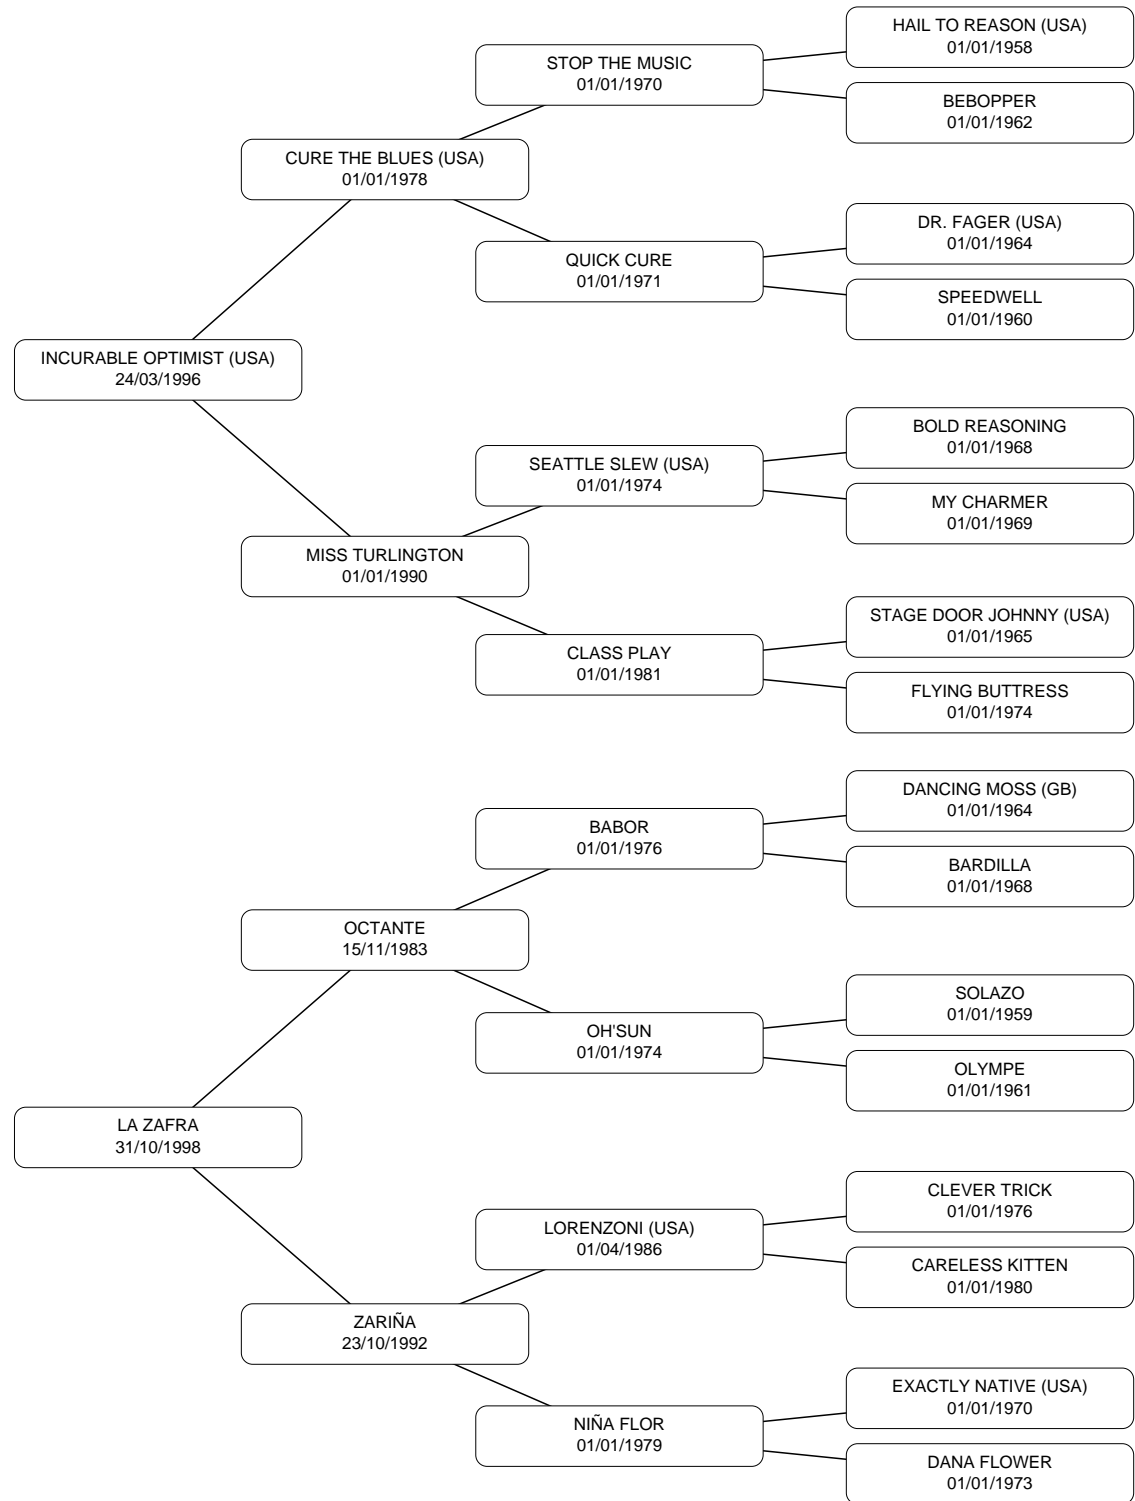 HAIL TO REASON (USA)
01/01/1958
STOP THE MUSIC
01/01/1970
BEBOPPER
01/01/1962
CURE THE BLUES (USA)
01/01/1978
DR. FAGER (USA)
01/01/1964
QUICK CURE
01/01/1971
SPEEDWELL
01/01/1960
INCURABLE OPTIMIST (USA)
24/03/1996
BOLD REASONING
01/01/1968
SEATTLE SLEW (USA)
01/01/1974
MY CHARMER
01/01/1969
MISS TURLINGTON
01/01/1990
STAGE DOOR JOHNNY (USA)
01/01/1965
CLASS PLAY
01/01/1981
FLYING BUTTRESS
01/01/1974
DANCING MOSS (GB)
01/01/1964
BABOR
01/01/1976
BARDILLA
01/01/1968
OCTANTE
15/11/1983
SOLAZO
01/01/1959
OH'SUN
01/01/1974
OLYMPE
01/01/1961
LA ZAFRA
31/10/1998
CLEVER TRICK
01/01/1976
LORENZONI (USA)
01/04/1986
CARELESS KITTEN
01/01/1980
ZARIÑA
23/10/1992
EXACTLY NATIVE (USA)
01/01/1970
NIÑA FLOR
01/01/1979
DANA FLOWER
01/01/1973